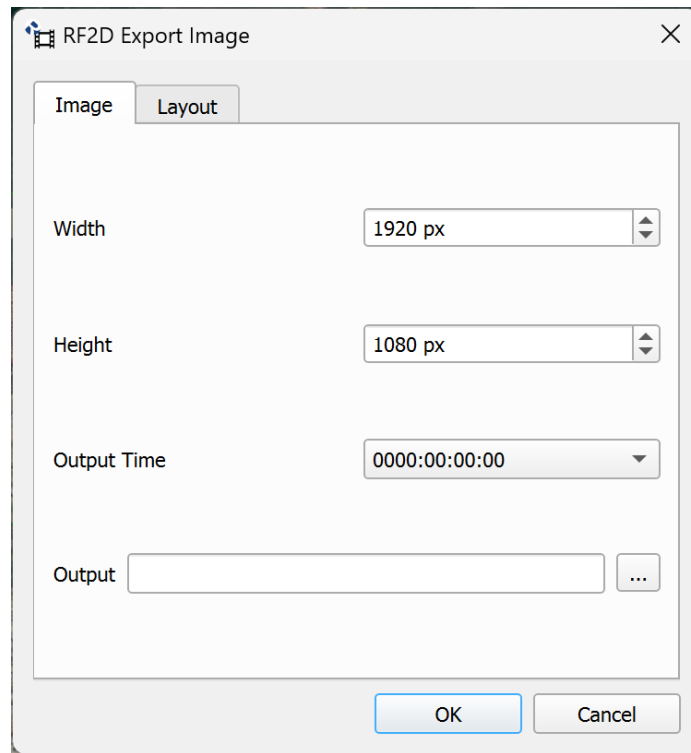 RF2D Export Image
Image Layout
Width 1920 px
Height 1080 px
Output Time 0000:00:00:00
Output ...
OK Cancel